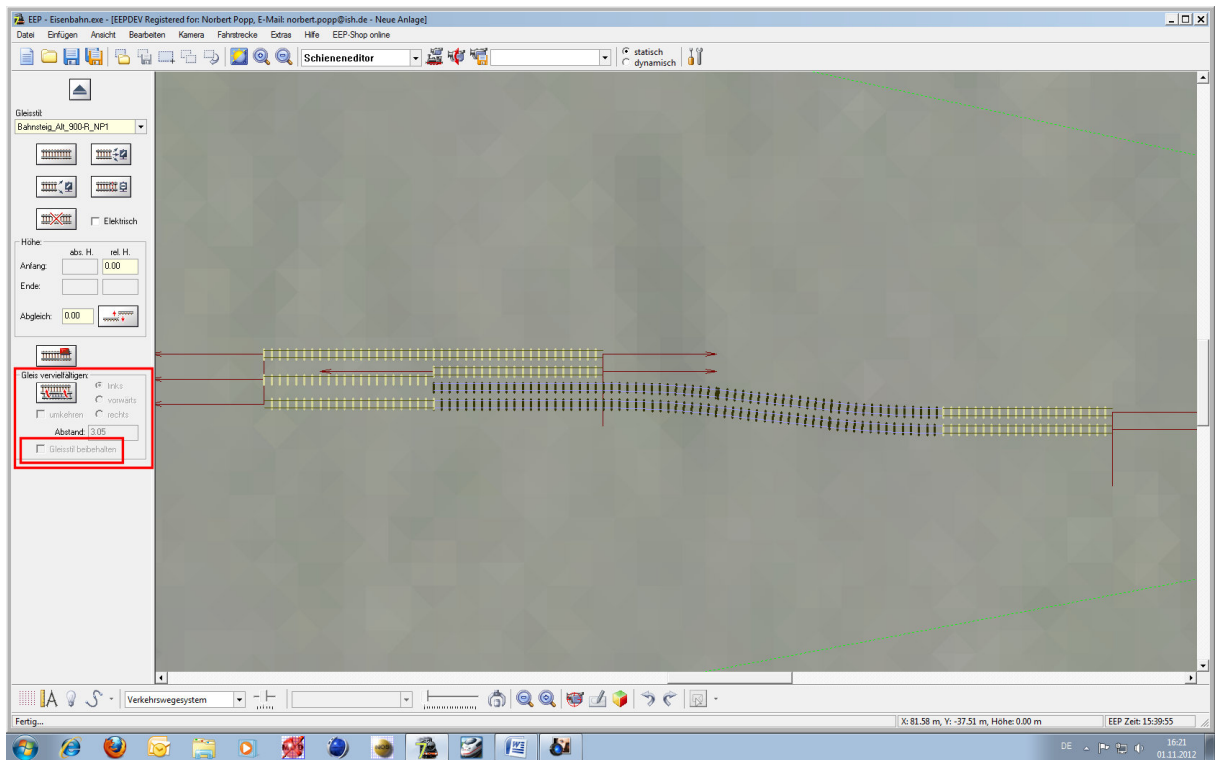 EEP - Eisenbahn.exe - [EEPDEV Registered for: Norbert Popp, E-Mail: norbert.popp@ish.de - Neue Anlage]
Datei Einfügen Ansicht Bearbeiten Kamera Fahrstrecke Extras Hilfe EEP-Shop online
Schieneneditor
statisch
dynamisch
Gleisstil:
Bahnsteig_Alt_900-R_NP1
Elektrisch
Höhe:
abs. H. rel. H.
Anfang: 0.00
Ende:
Abgleich: 0.00
Gleis vervielfältigen:
links
vorwärts
umkehren rechts
Abstand: 3.05
Gleisstil beibehalten
Verkehrswegesystem
Fertig...
X: 81.58 m, Y: -37.51 m, Höhe: 0.00 m
EEP Zeit: 15:39:55
DE
16:21
01.11.2012